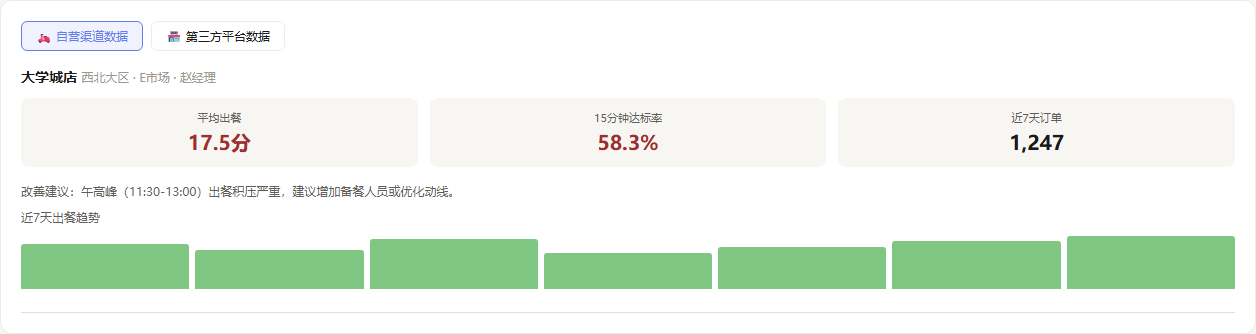 自营渠道数据 第三方平台数据
大学城店 西北大区 · E市场 · 赵经理
平均出餐 15分钟达标率 近7天订单
17.5分 58.3% 1,247
改善建议：午高峰（11:30-13:00）出餐积压严重，建议增加备餐人员或优化动线。
近7天出餐趋势